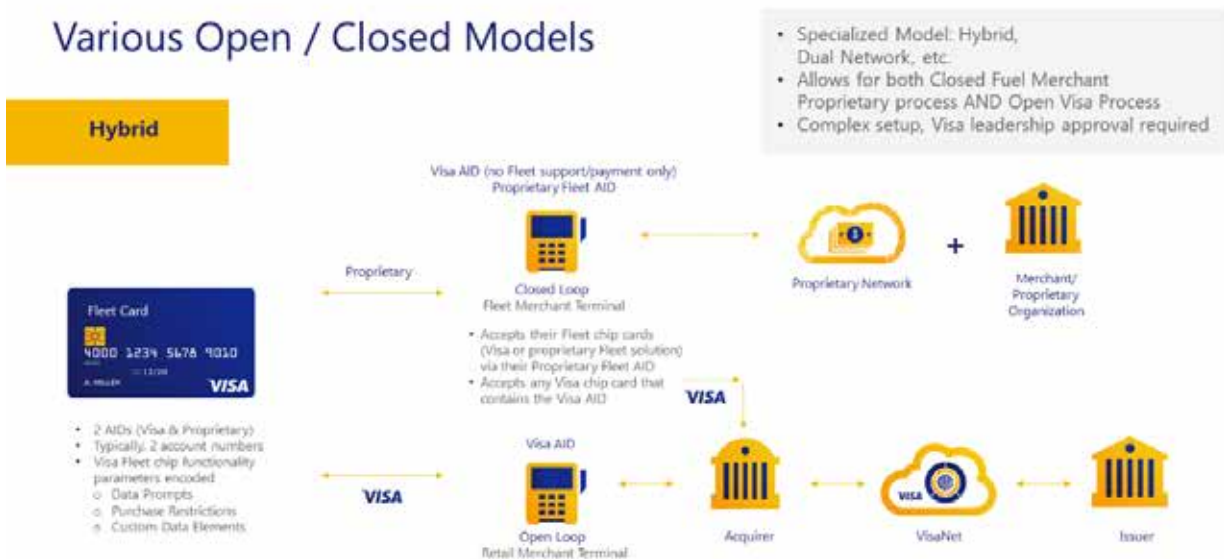 Various Open / Closed Models
• Specialized Model: Hybrid,
Dual Network, etc.
• Allows for both Closed Fuel Merchant
Proprietary process AND Open Visa Process
• Complex setup, Visa leadership approval required
Hybrid
Visa AID (no Fleet support/payment only)
Proprietary Fleet AID
Proprietary
Closed Loop
Fleet Merchant Terminal
Proprietary Network
+
Merchant/
Proprietary
Organization
Fleet Card
4000 1234 5678 9010
12/20
A. MILLER
VISA
• Accepts their Fleet chip cards
(Visa or proprietary Fleet solution)
via their Proprietary Fleet AID
• Accepts any Visa chip card that
contains the Visa AID
VISA
• 2 AIDs (Visa & Proprietary)
• Typically, 2 account numbers
• Visa Fleet chip functionality
parameters encoded
o Data Prompts
o Purchase Restrictions
o Custom Data Elements
VISA
Visa AID
Open Loop
Retail Merchant Terminal
Acquirer
VISA
VisaNet
Issuer